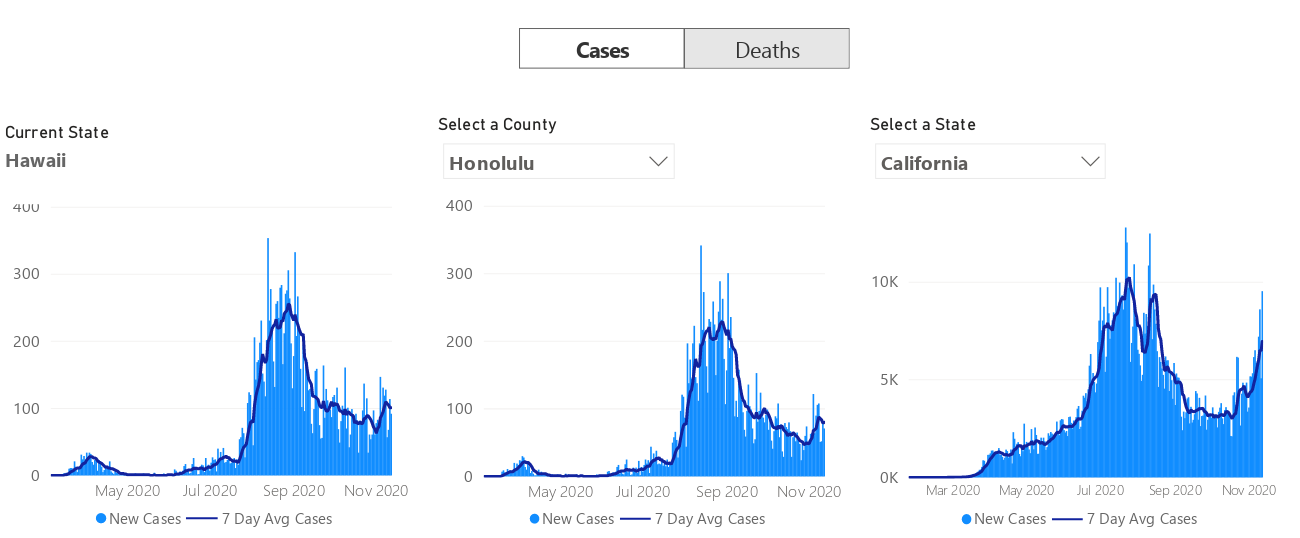 Cases Deaths
Current State
Hawaii
Select a County
Honolulu
Select a State
California
400
300
200
100
0
May 2020 Jul 2020 Sep 2020 Nov 2020
New Cases 7 Day Avg Cases
400
300
200
100
0
May 2020 Jul 2020 Sep 2020 Nov 2020
New Cases 7 Day Avg Cases
10K
5K
0K
Mar 2020 May 2020 Jul 2020 Sep 2020 Nov 2020
New Cases 7 Day Avg Cases